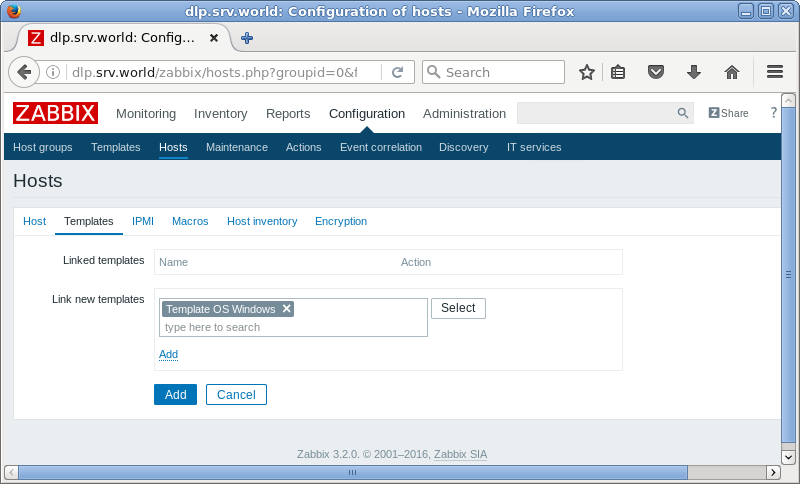 dlp.srv.world: Configuration of hosts - Mozilla Firefox
dlp.srv.world: Config...
dlp.srv.world/zabbix/hosts.php?groupid=0&f
Search
ZABBIX Monitoring Inventory Reports Configuration Administration Z Share ?
Host groups Templates Hosts Maintenance Actions Event correlation Discovery IT services
Hosts
Host Templates IPMI Macros Host inventory Encryption
Linked templates Name Action
Link new templates
Template OS Windows
Select
type here to search
Add
Add Cancel
Zabbix 3.2.0. © 2001–2016, Zabbix SIA